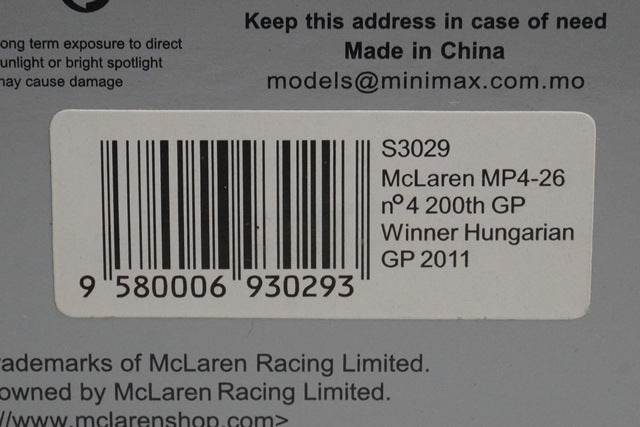 Keep this address in case of need
Made in China
models@minimax.com.mo
ong term exposure to direct
unlight or bright spotlight
may cause damage
S3029
McLaren MP4-26
nº4 200th GP
Winner Hungarian
GP 2011
9 580006 930293
rademarks of McLaren Racing Limited.
owned by McLaren Racing Limited.
//www.mclarenshop.com>